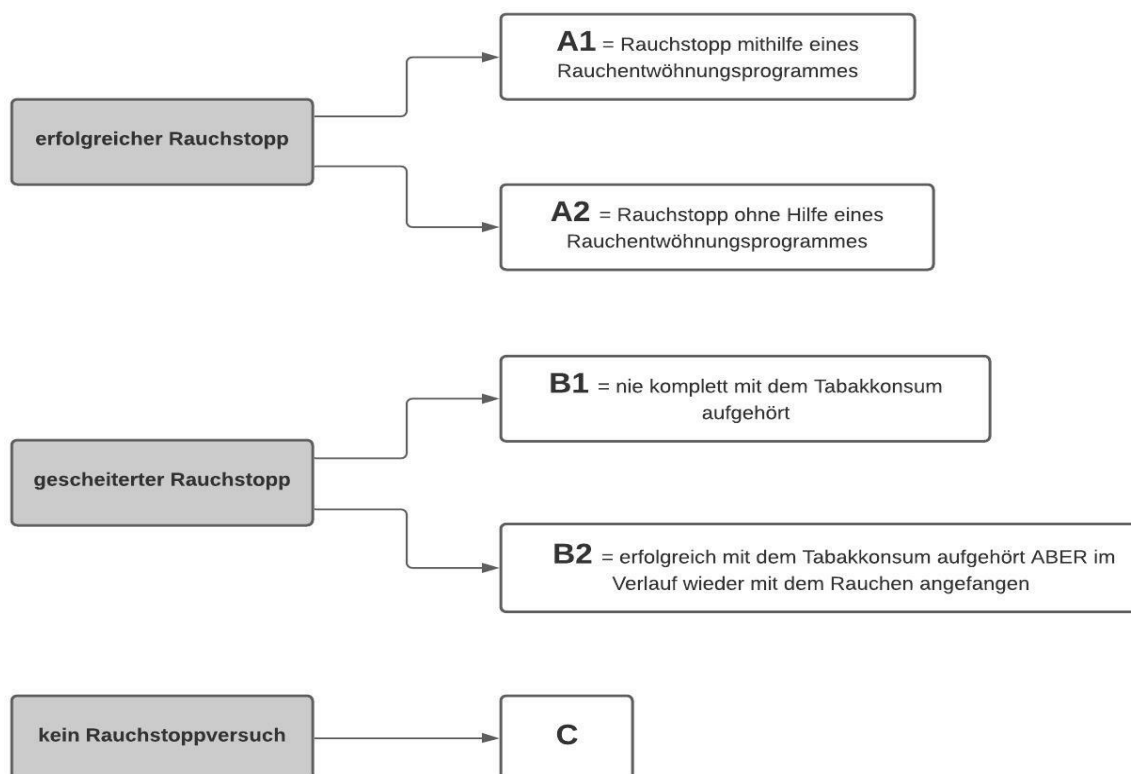 A1 = Rauchstopp mithilfe eines
Rauchentwöhnungsprogrammes
erfolgreicher Rauchstopp
A2 = Rauchstopp ohne Hilfe eines
Rauchentwöhnungsprogrammes
B1 = nie komplett mit dem Tabakkonsum
aufgehört
gescheiterter Rauchstopp
B2 = erfolgreich mit dem Tabakkonsum aufgehört ABER im
Verlauf wieder mit dem Rauchen angefangen
kein Rauchstoppversuch
C